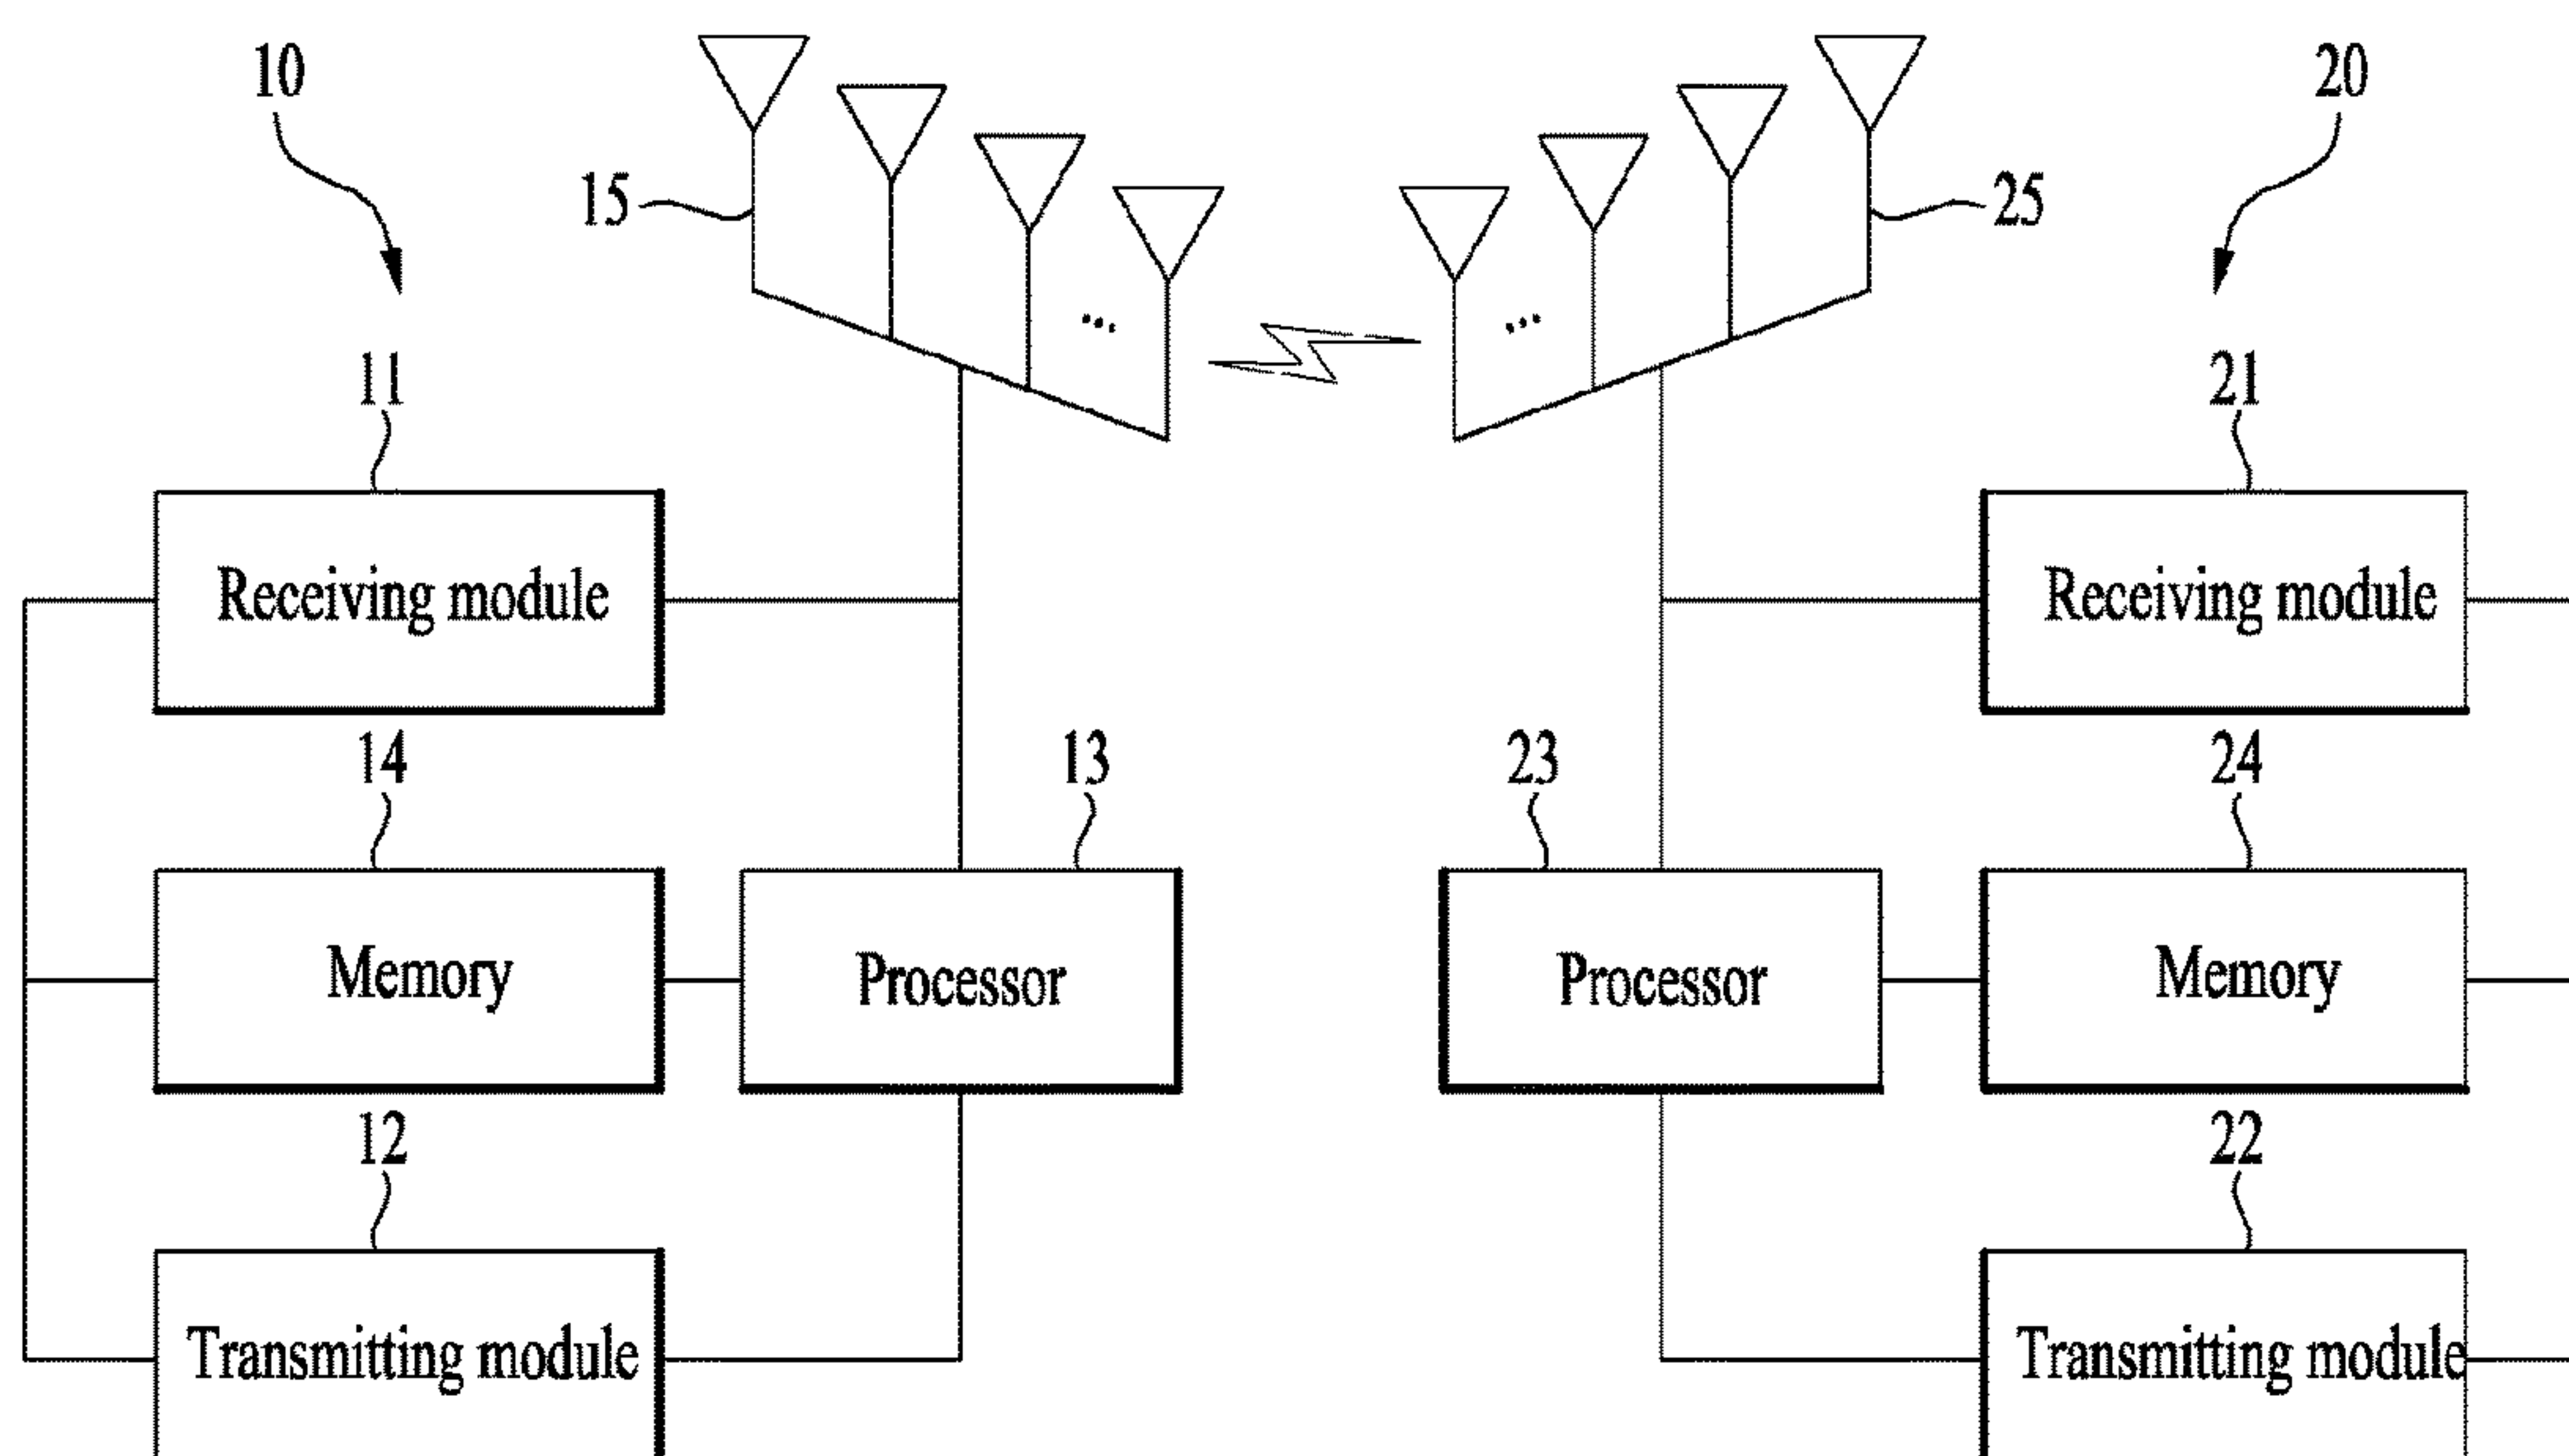 10
20
15
25
...
...
11
21
Receiving module
Receiving module
14
13
23
24
Memory
Processor
Processor
Memory
12
22
Transmitting module
Transmitting module